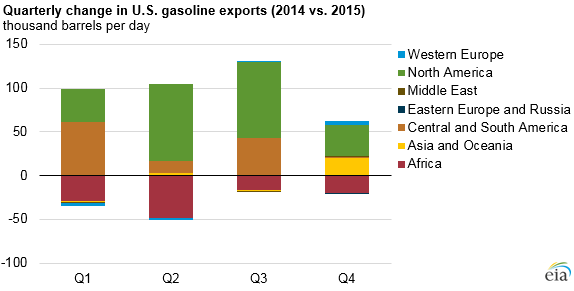 Quarterly change in U.S. gasoline exports (2014 vs. 2015)
thousand barrels per day
150
100
50
0
-50
-100
Q1 Q2 Q3 Q4
Western Europe
North America
Middle East
Eastern Europe and Russia
Central and South America
Asia and Oceania
Africa
eia